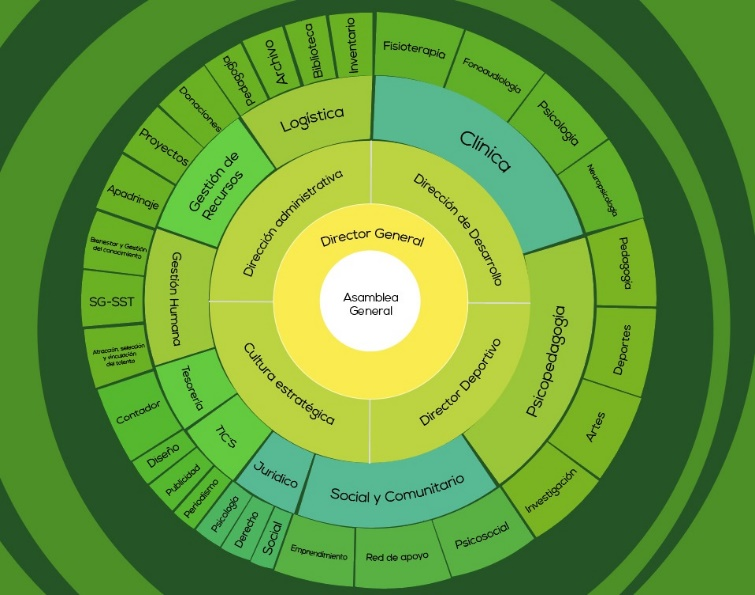 Asamblea
General
Director General
Dirección administrativa
Dirección de Desarrollo
Director Deportivo
Cultura estratégica
Logística
Clínica
Psicopedagogía
Social y Comunitario
Jurídico
TIC'S
Tesorería
Gestión Humana
Gestión de
Recursos
Fisioterapia
Fonoaudiología
Psicología
Neuropsicología
Pedagogía
Deportes
Artes
Investigación
Psicosocial
Red de apoyo
Emprendimiento
Social
Derecho
Psicología
Periodismo
Publicidad
Diseño
Contador
Atracción, selección
y vinculación
del talento
SG-SST
Bienestar y Gestión
del conocimiento
Apadrinaje
Proyectos
Donaciones
Pedagogía
Archivo
Biblioteca
Inventario